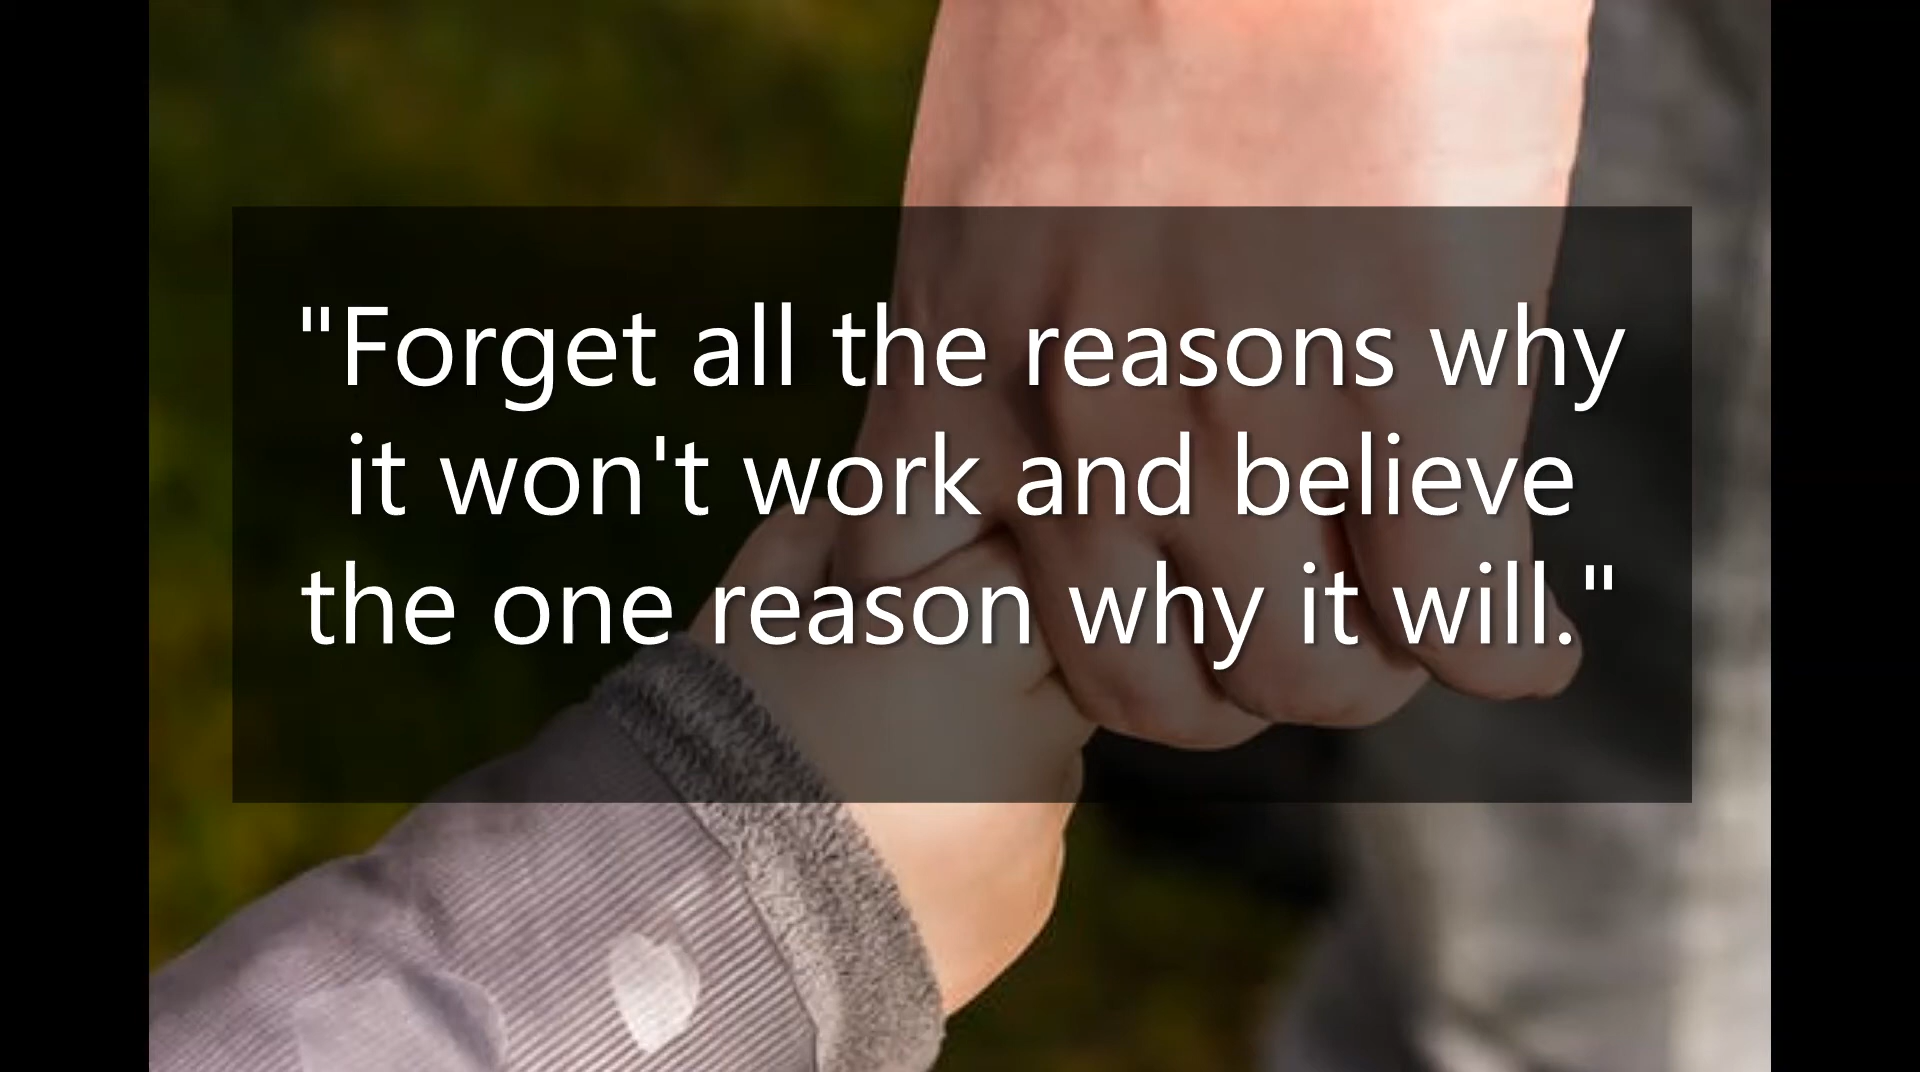 "Forget all the reasons why
it won't work and believe
the one reason why it will."